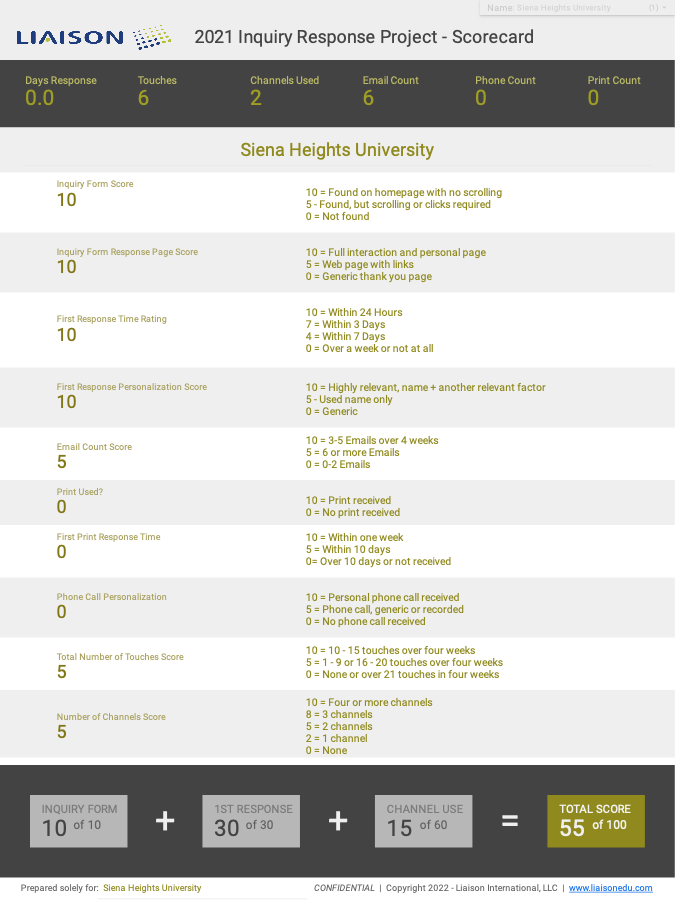 Name: Siena Heights University (1)
LIAISON
2021 Inquiry Response Project - Scorecard
Days Response Touches Channels Used Email Count Phone Count Print Count
0.0 6 2 6 0 0
Siena Heights University
Inquiry Form Score
10
10 = Found on homepage with no scrolling
5 - Found, but scrolling or clicks required
0 = Not found
Inquiry Form Response Page Score
10
10 = Full interaction and personal page
5 = Web page with links
0 = Generic thank you page
First Response Time Rating
10
10 = Within 24 Hours
7 = Within 3 Days
4 = Within 7 Days
0 = Over a week or not at all
First Response Personalization Score
10
10 = Highly relevant, name + another relevant factor
5 - Used name only
0 = Generic
Email Count Score
5
10 = 3-5 Emails over 4 weeks
5 = 6 or more Emails
0 = 0-2 Emails
Print Used?
0
10 = Print received
0 = No print received
First Print Response Time
0
10 = Within one week
5 = Within 10 days
0= Over 10 days or not received
Phone Call Personalization
0
10 = Personal phone call received
5 = Phone call, generic or recorded
0 = No phone call received
Total Number of Touches Score
5
10 = 10 - 15 touches over four weeks
5 = 1 - 9 or 16 - 20 touches over four weeks
0 = None or over 21 touches in four weeks
Number of Channels Score
5
10 = Four or more channels
8 = 3 channels
5 = 2 channels
2 = 1 channel
0 = None
INQUIRY FORM 1ST RESPONSE CHANNEL USE TOTAL SCORE
10 of 10 + 30 of 30 + 15 of 60 = 55 of 100
Prepared solely for: Siena Heights University CONFIDENTIAL | Copyright 2022 - Liaison International, LLC | www.liaisonedu.com